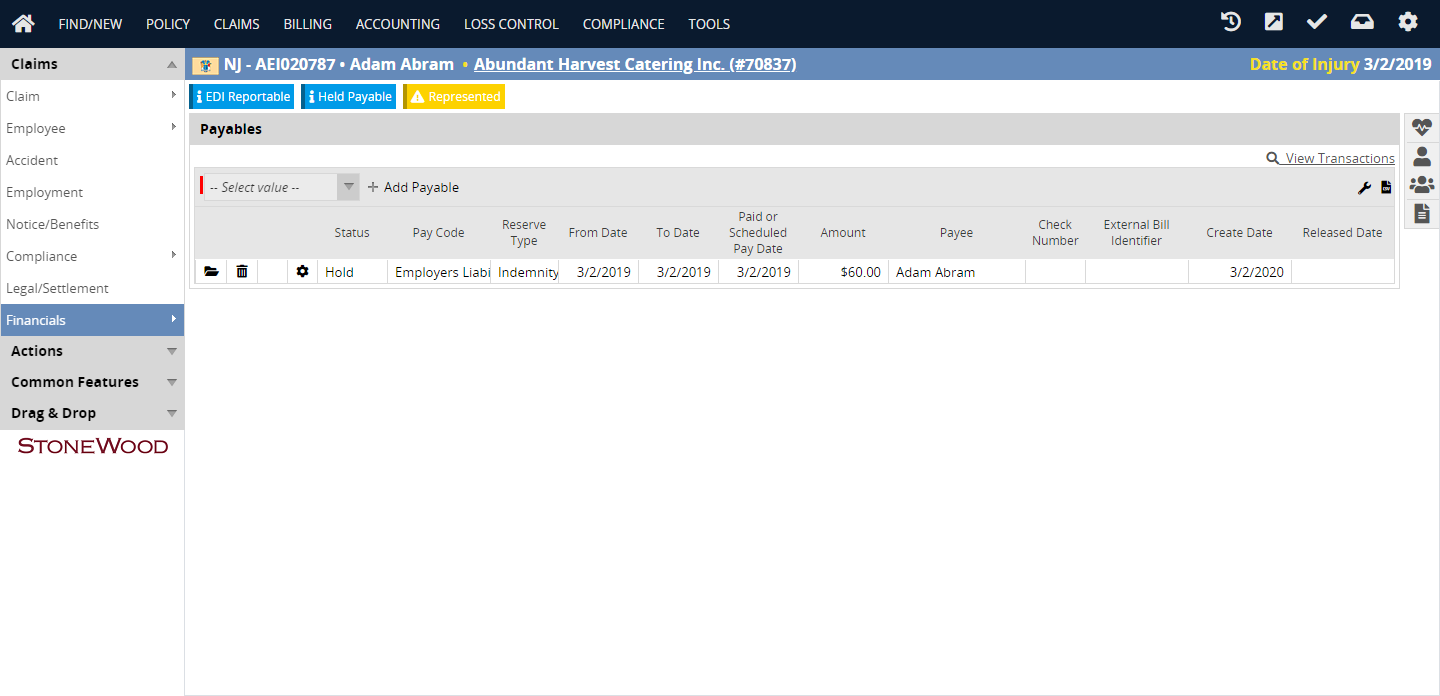 FIND/NEW POLICY CLAIMS BILLING ACCOUNTING LOSS CONTROL COMPLIANCE TOOLS
Claims
NJ - AEI020787 • Adam Abram • Abundant Harvest Catering Inc. (#70837)
Date of Injury 3/2/2019
Claim
Employee
Accident
Employment
Notice/Benefits
Compliance
Legal/Settlement
Financials
Actions
Common Features
Drag & Drop
STONEWOOD
EDI Reportable Held Payable Represented
Payables
View Transactions
-- Select value -- Add Payable
Status Pay Code Reserve Type From Date To Date Paid or Scheduled Pay Date Amount Payee Check Number External Bill Identifier Create Date Released Date
Hold Employers Liabi Indemnity 3/2/2019 3/2/2019 3/2/2019 $60.00 Adam Abram 3/2/2020